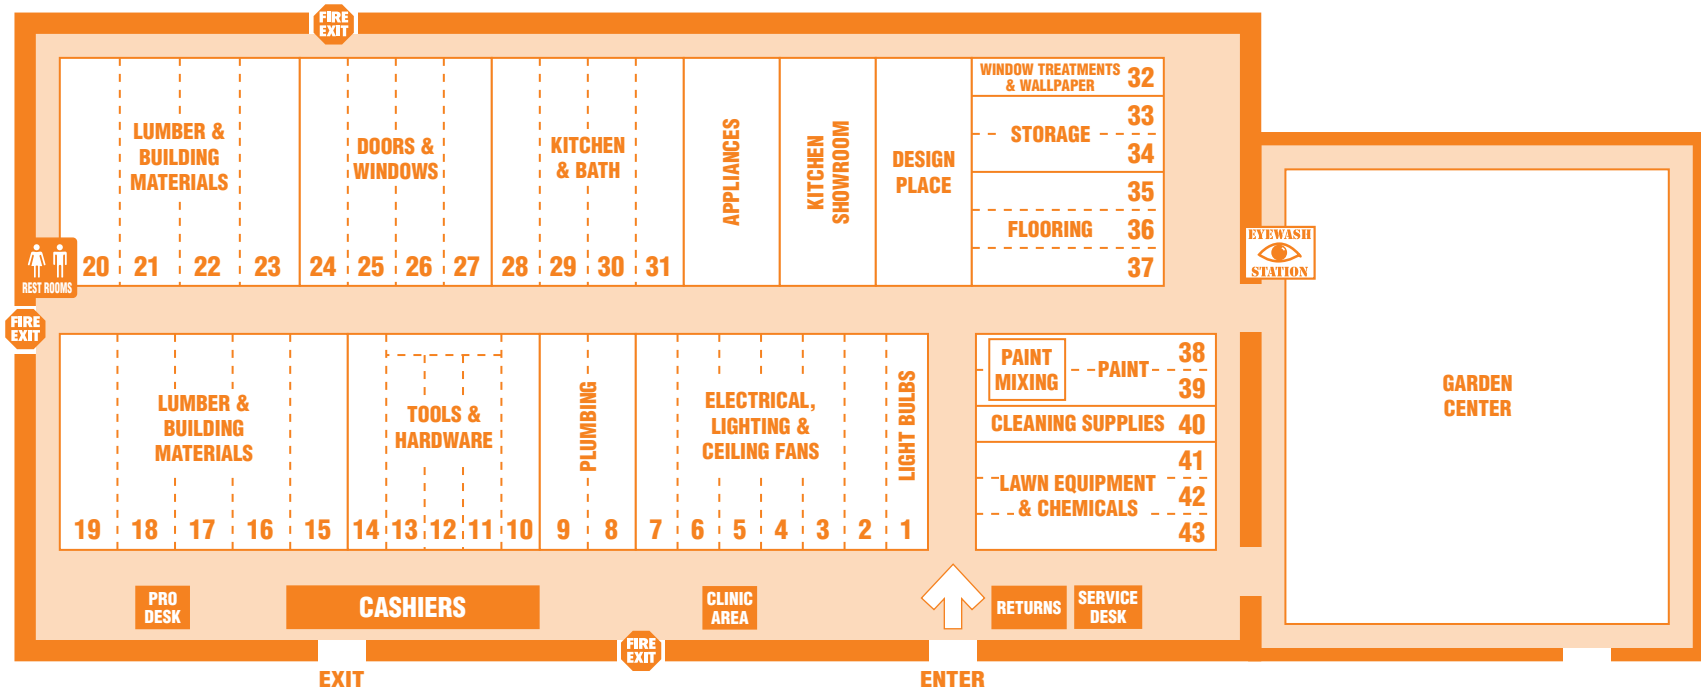 FIRE
EXIT
WINDOW TREATMENTS
& WALLPAPER
32
33
STORAGE
34
35
FLOORING
36
37
LUMBER &
BUILDING
MATERIALS
DOORS &
WINDOWS
KITCHEN
& BATH
APPLIANCES
KITCHEN
SHOWROOM
DESIGN
PLACE
REST ROOMS
20 21 22 23 24 25 26 27 28 29 30 31
EYEWASH
STATION
FIRE
EXIT
LUMBER &
BUILDING
MATERIALS
TOOLS &
HARDWARE
PLUMBING
ELECTRICAL,
LIGHTING &
CEILING FANS
LIGHT BULBS
19 18 17 16 15 14 13 12 11 10 9 8 7 6 5 4 3 2 1
PAINT
MIXING
PAINT
38
39
CLEANING SUPPLIES 40
41
LAWN EQUIPMENT
& CHEMICALS
42
43
GARDEN
CENTER
PRO
DESK
CASHIERS
CLINIC
AREA
RETURNS
SERVICE
DESK
FIRE
EXIT
EXIT
ENTER